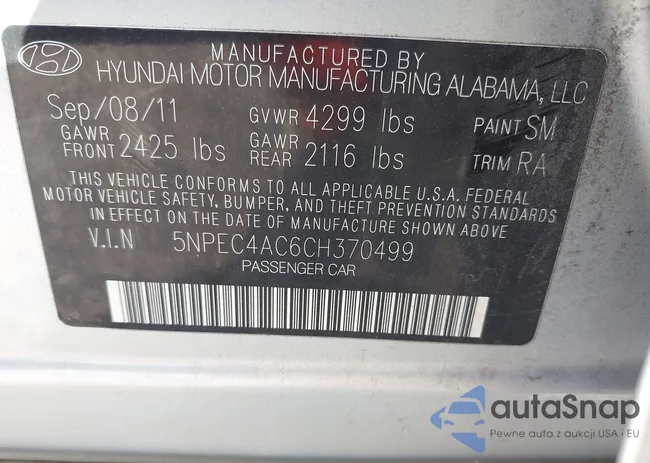 MANUFACTURED BY
HYUNDAI MOTOR MANUFACTURING ALABAMA, LLC
Sep/08/11 GVWR 4299 lbs PAINT SM
GAWR FRONT 2425 lbs GAWR REAR 2116 lbs TRIM RA
THIS VEHICLE CONFORMS TO ALL APPLICABLE U.S.A. FEDERAL
MOTOR VEHICLE SAFETY, BUMPER, AND THEFT PREVENTION STANDARDS
IN EFFECT ON THE DATE OF MANUFACTURE SHOWN ABOVE
V.I.N 5NPEC4AC6CH370499
PASSENGER CAR
autaSnap
Pewne auta z aukcji USA i EU